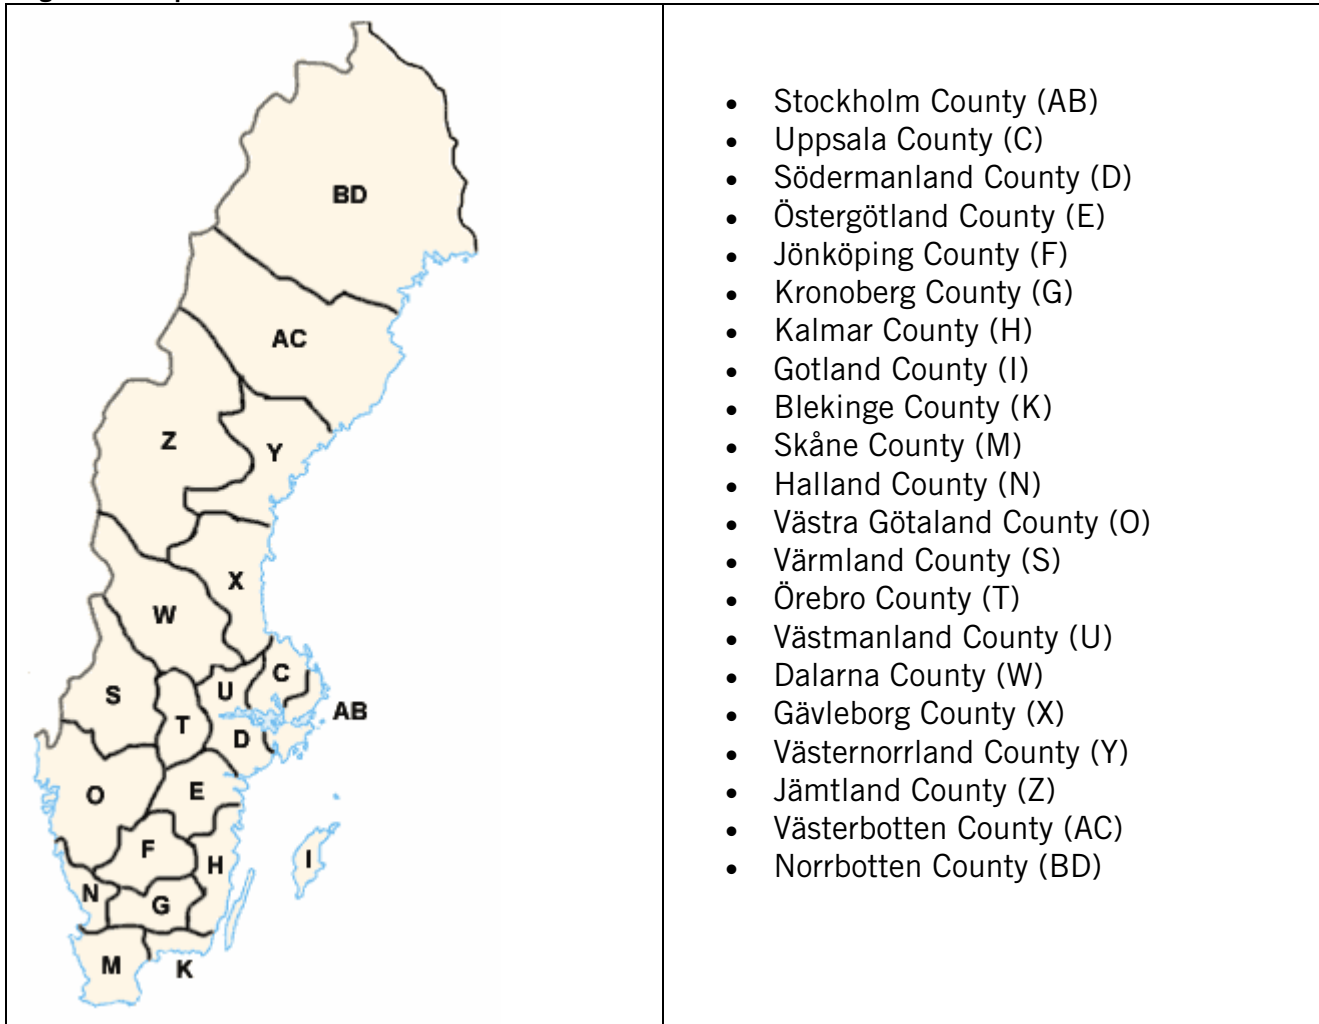 BD
AC
Z
Y
X
W
C
S
U
AB
T
D
O
E
F
H
I
N
G
M
K
• Stockholm County (AB)
• Uppsala County (C)
• Södermanland County (D)
• Östergötland County (E)
• Jönköping County (F)
• Kronoberg County (G)
• Kalmar County (H)
• Gotland County (I)
• Blekinge County (K)
• Skåne County (M)
• Halland County (N)
• Västra Götaland County (O)
• Värmland County (S)
• Örebro County (T)
• Västmanland County (U)
• Dalarna County (W)
• Gävleborg County (X)
• Västernorrland County (Y)
• Jämtland County (Z)
• Västerbotten County (AC)
• Norrbotten County (BD)